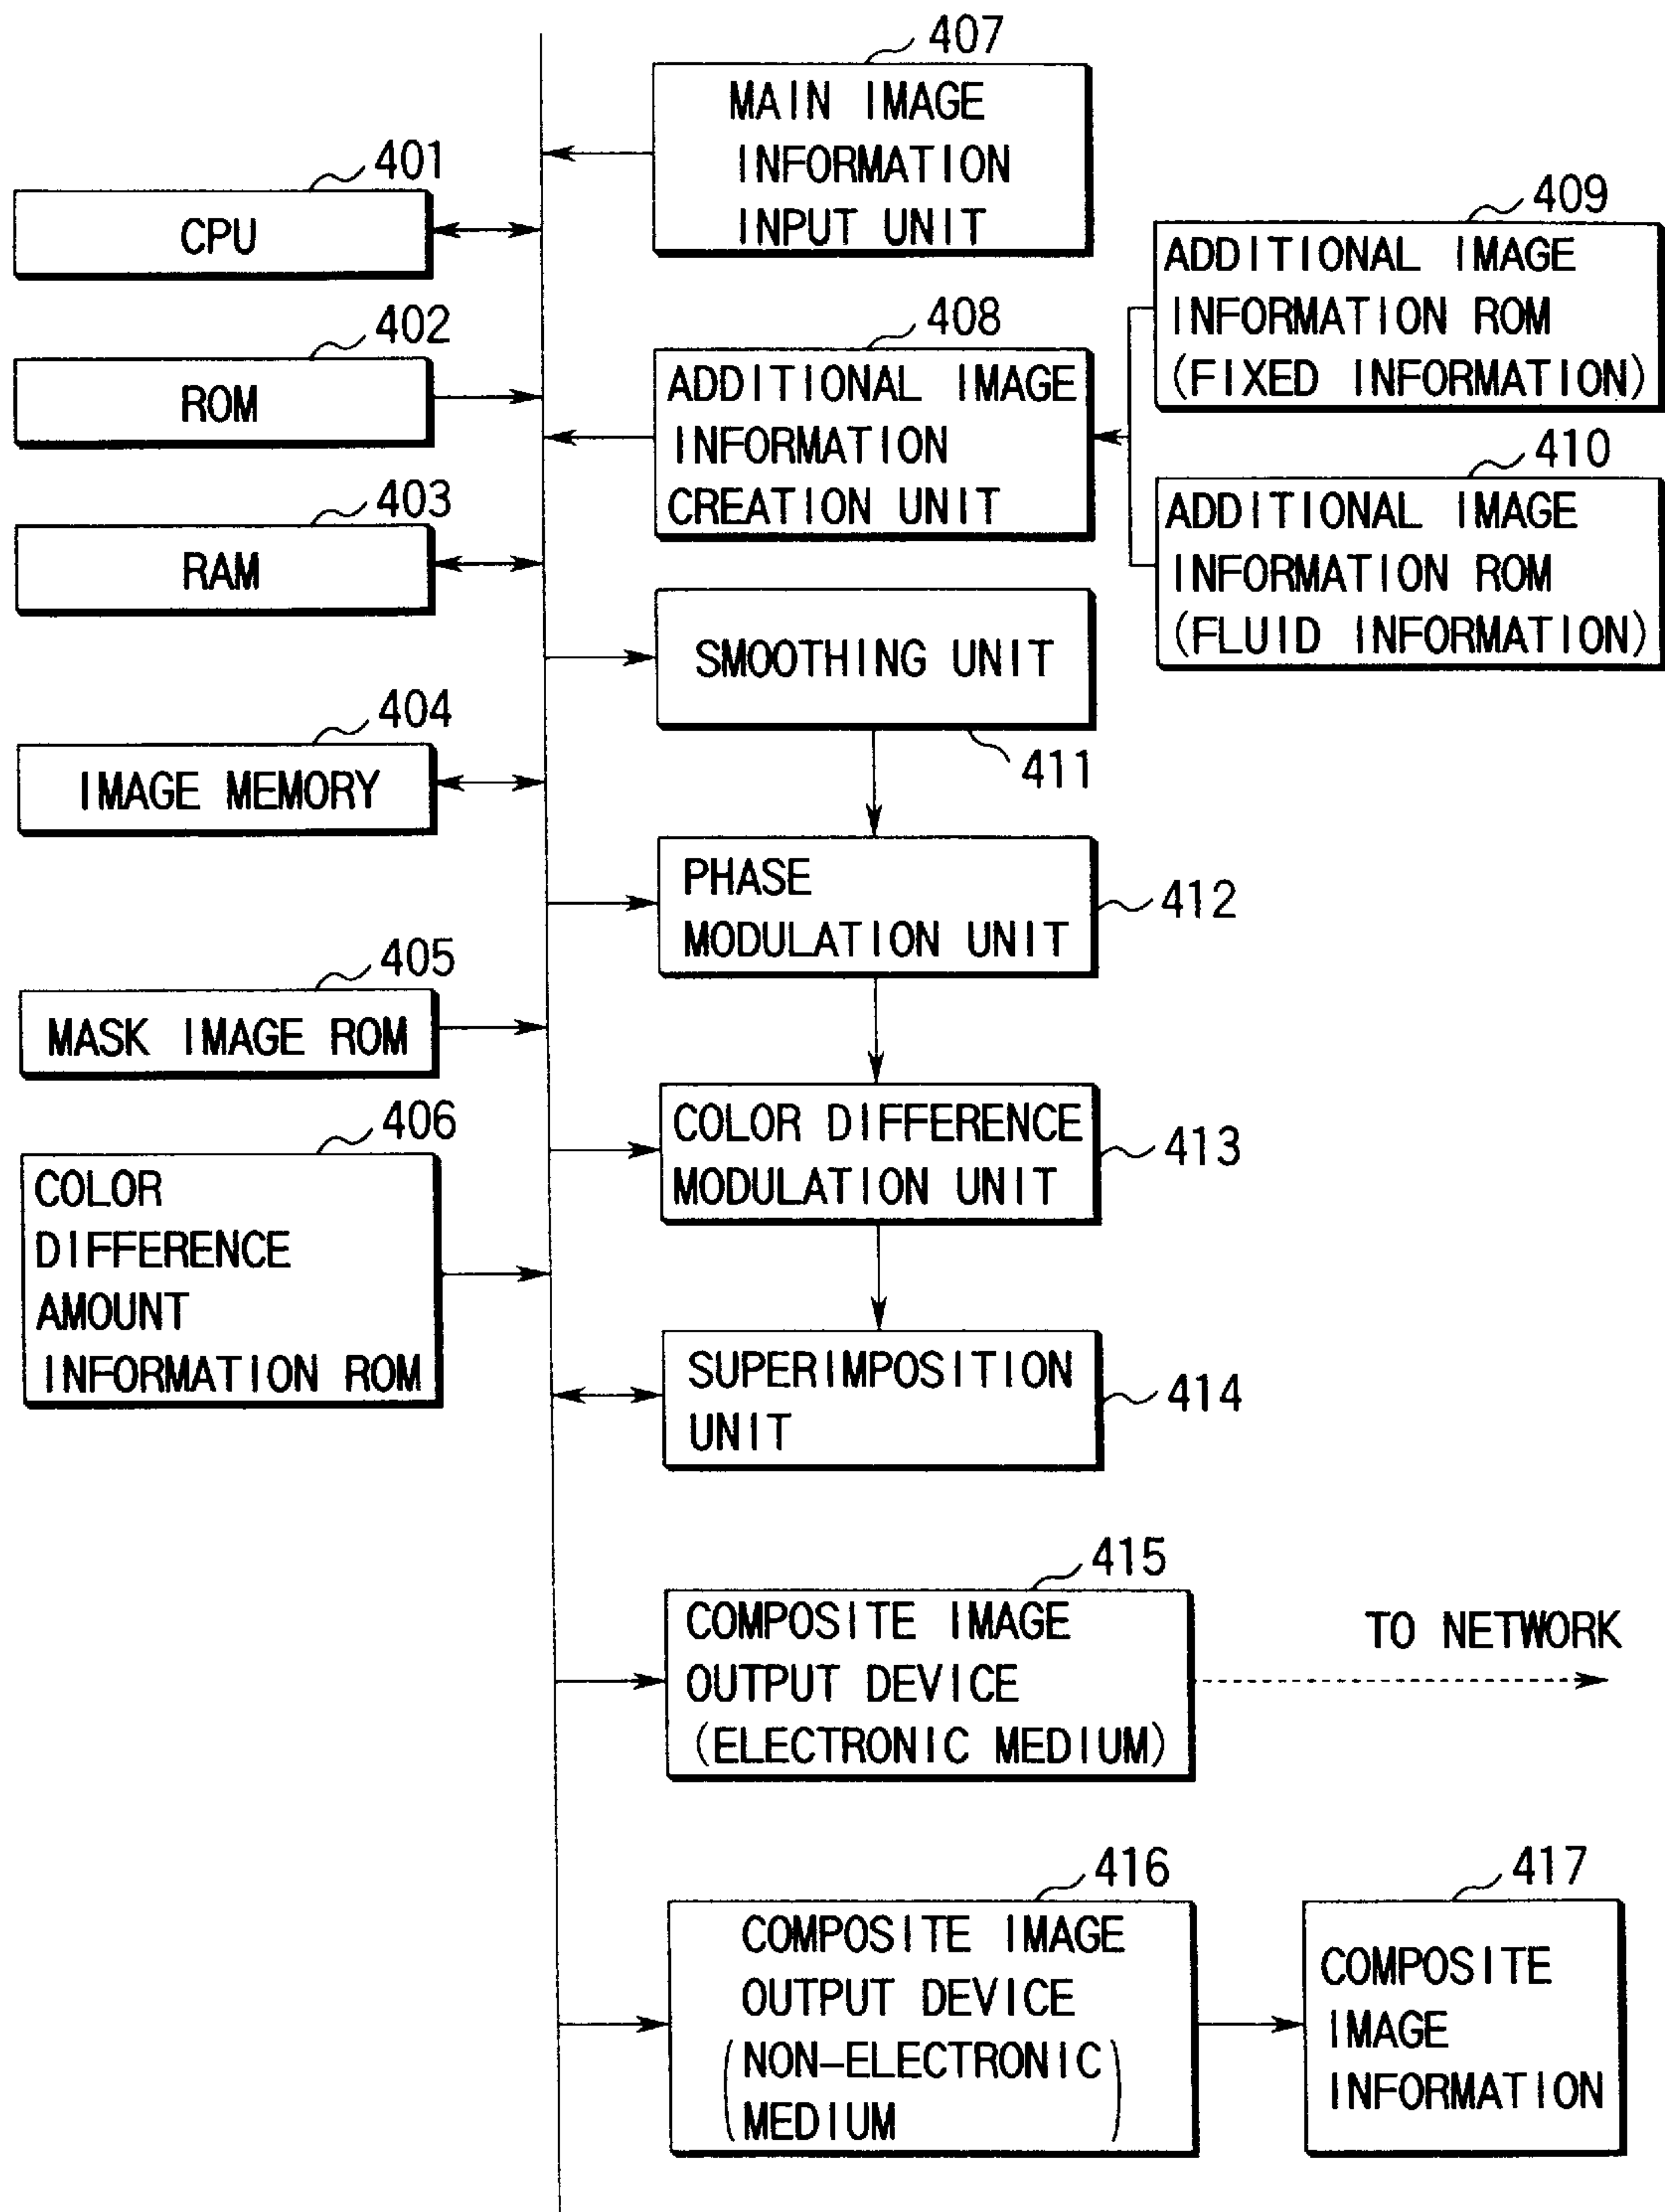 407
MAIN IMAGE
INFORMATION
INPUT UNIT
401
CPU
409
ADDITIONAL IMAGE
INFORMATION ROM
(FIXED INFORMATION)
402
ROM
408
ADDITIONAL IMAGE
INFORMATION
CREATION UNIT
410
ADDITIONAL IMAGE
INFORMATION ROM
(FLUID INFORMATION)
403
RAM
SMOOTHING UNIT
411
404
IMAGE MEMORY
PHASE
MODULATION UNIT
412
405
MASK IMAGE ROM
406
COLOR
DIFFERENCE
AMOUNT
INFORMATION ROM
COLOR DIFFERENCE
MODULATION UNIT
413
SUPERIMPOSITION
UNIT
414
415
COMPOSITE IMAGE
OUTPUT DEVICE
(ELECTRONIC MEDIUM)
TO NETWORK
416
COMPOSITE IMAGE
OUTPUT DEVICE
(NON-ELECTRONIC
MEDIUM)
417
COMPOSITE
IMAGE
INFORMATION